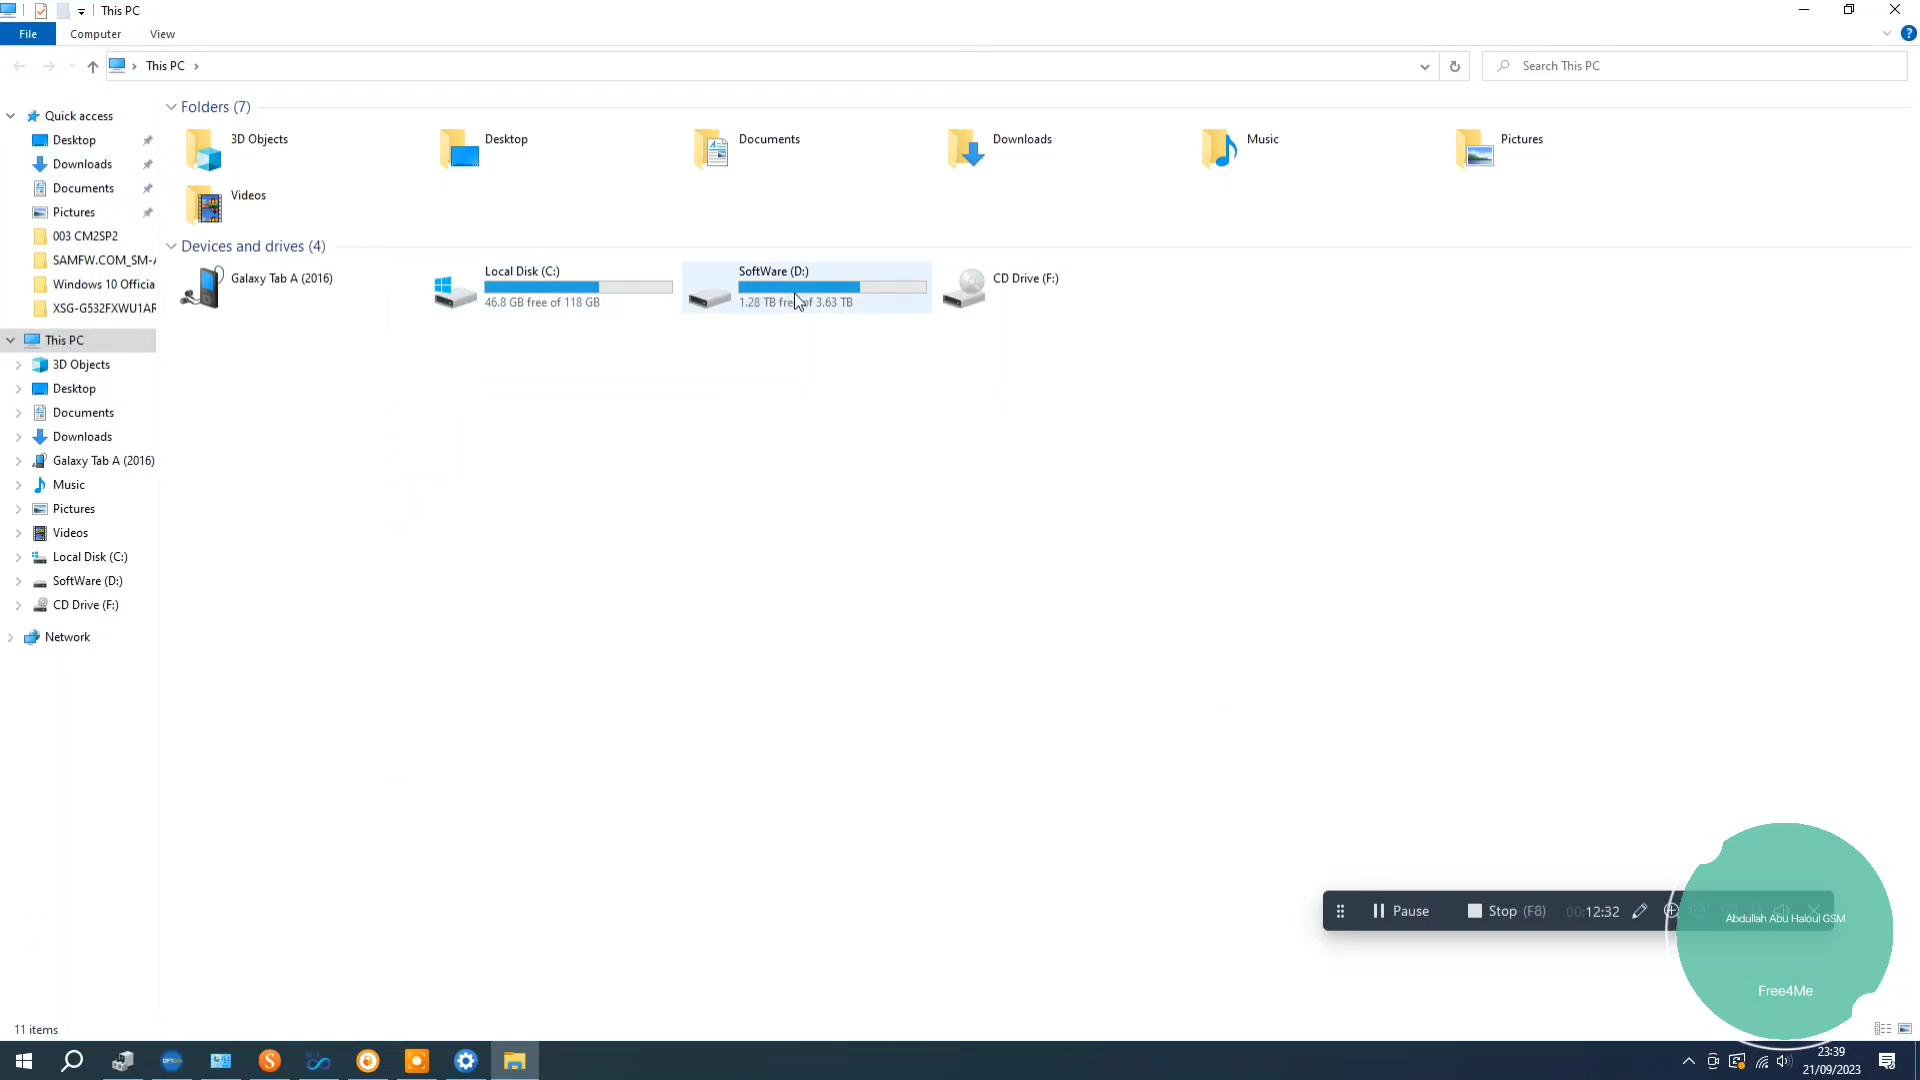 This PC
File
Computer
View
This PC
Search This PC
Quick access
Desktop
Downloads
Documents
Pictures
003 CM2SP2
SAMFW.COM_SM-A
Windows 10 Officia
XSG-G532FXWU1AR
This PC
3D Objects
Desktop
Documents
Downloads
Galaxy Tab A (2016)
Music
Pictures
Videos
Local Disk (C:)
SoftWare (D:)
CD Drive (F:)
Network
Folders (7)
3D Objects
Desktop
Documents
Downloads
Music
Pictures
Videos
Devices and drives (4)
Galaxy Tab A (2016)
Local Disk (C:)
46.8 GB free of 118 GB
SoftWare (D:)
1.28 TB free of 3.63 TB
CD Drive (F:)
Pause
Stop (F8)
00:12:32
Abdullah Abu Haloul GSM
Free4Me
11 items
23:39
21/09/2023